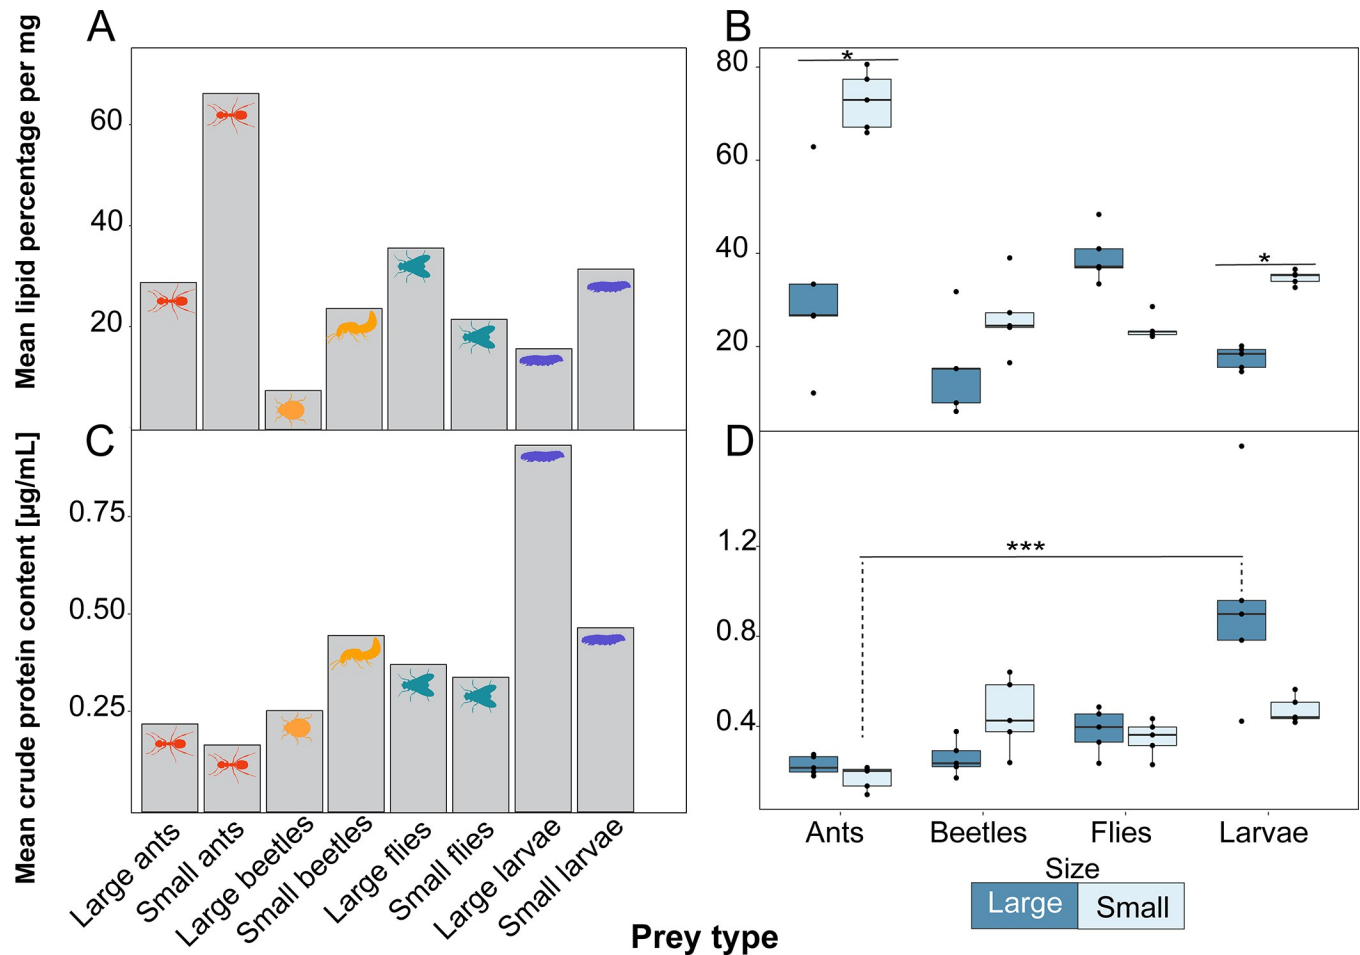 A
B
Mean lipid percentage per mg
60
40
20
80
60
40
20
*
*
C
D
Mean crude protein content [µg/mL]
0.75
0.50
0.25
1.2
0.8
0.4
***
Large ants
Small ants
Large beetles
Small beetles
Large flies
Small flies
Large larvae
Small larvae
Ants
Beetles
Flies
Larvae
Size
Large
Small
Prey type